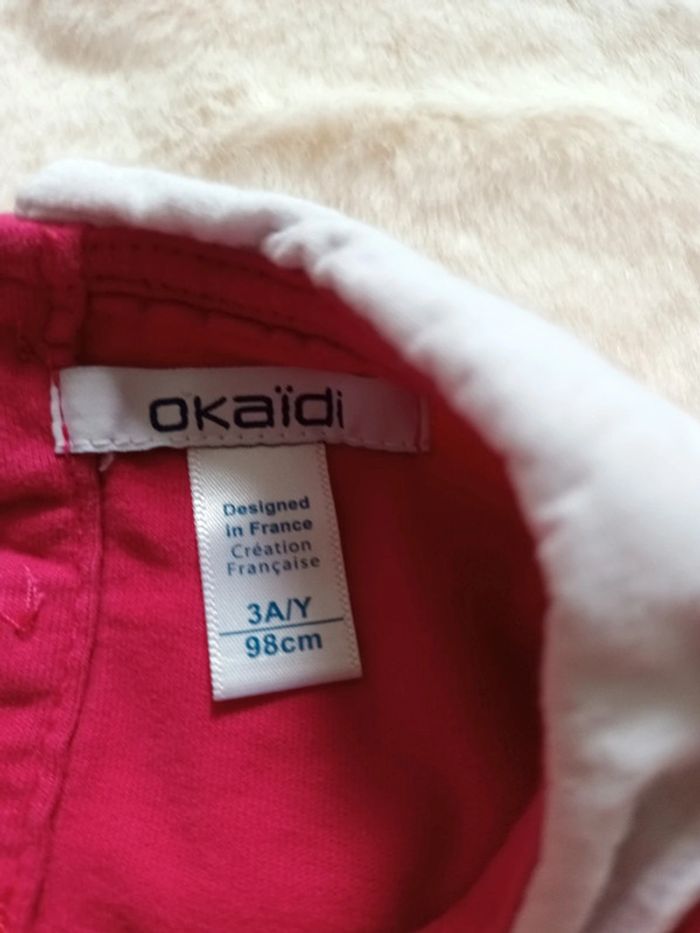 okaïdi
Designed
in France
Création
Française
3A/Y
98cm